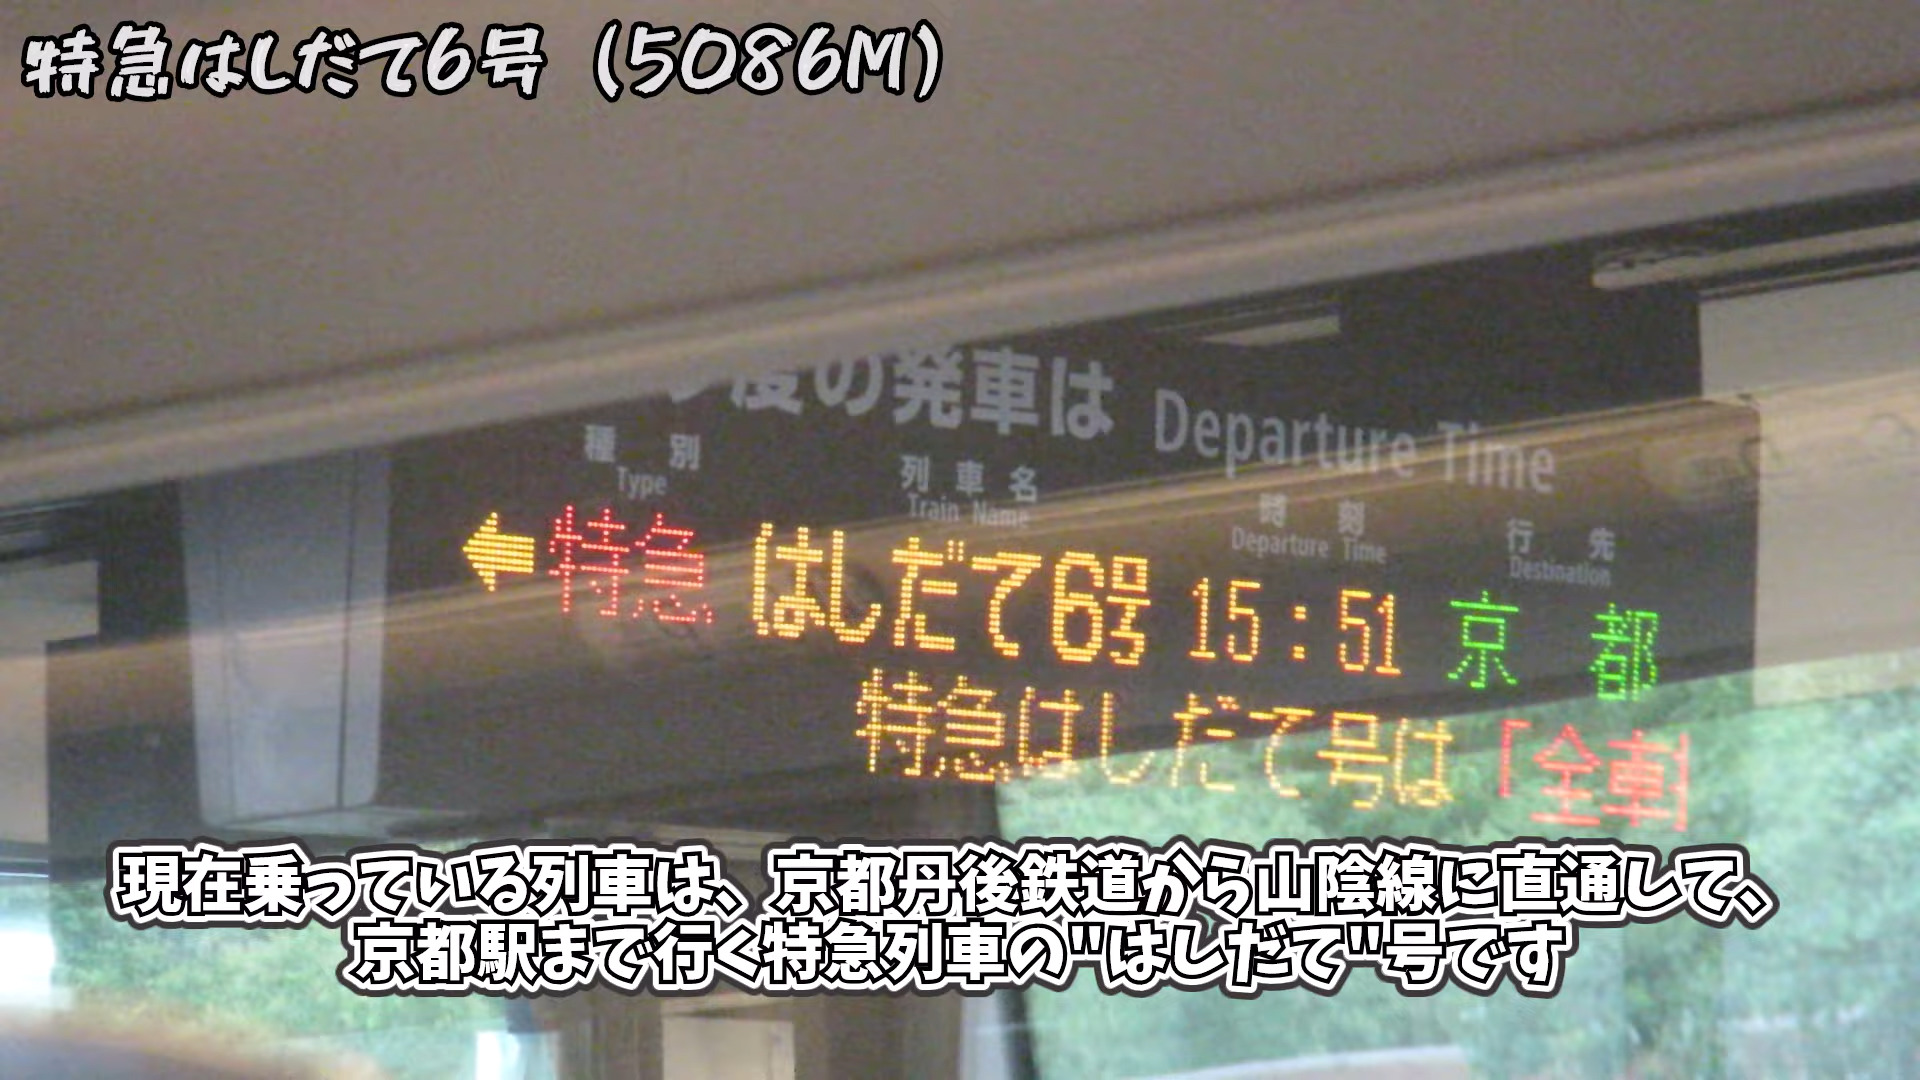 特急はしだて6号（5086M）
度の発車は Departure Time
種別 列車名 時刻 行先
Type Train Name Departure Time Destination
⬅特急 はしだて6号 15:51 京都
特急はしだて号は「全車
現在乗っている列車は、京都丹後鉄道から山陰線に直通して、
京都駅まで行く特急列車の"はしだて"号です